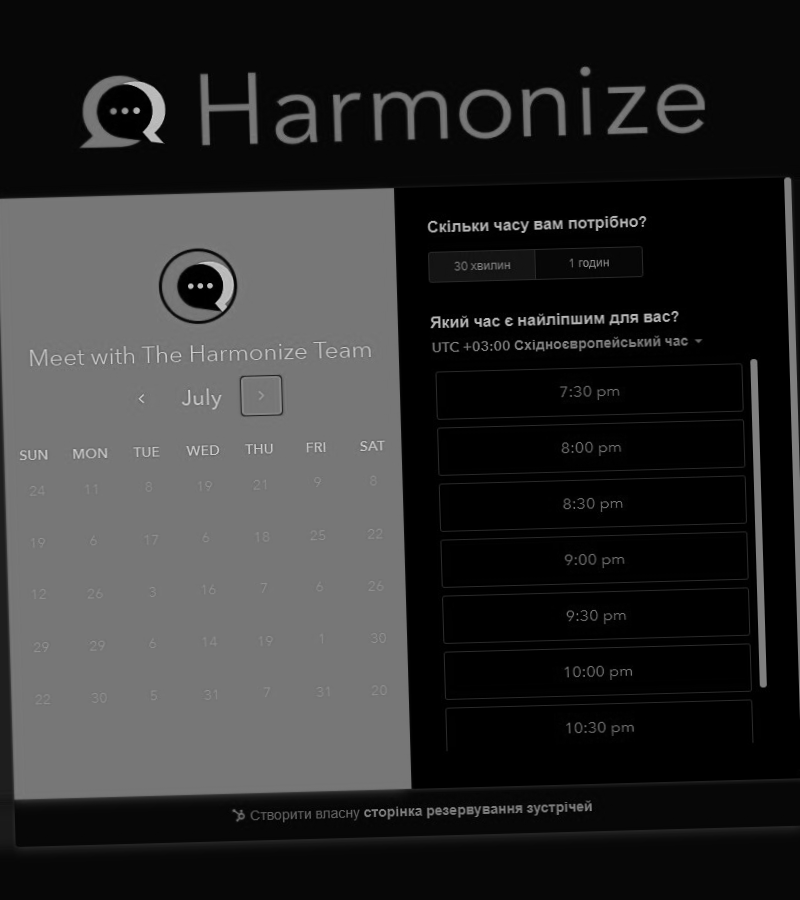 Harmonize
Meet with The Harmonize Team
July
SUN MON TUE WED THU FRI SAT
24 11 8 19 21 9 8
19 6 17 6 18 25 22
12 26 3 16 7 6 26
29 29 6 14 19 1 30
22 30 5 31 7 31 20
Скільки часу вам потрібно?
30 хвилин 1 годин
Який час є найліпшим для вас?
UTC +03:00 Східноєвропейський час
7:30 pm
8:00 pm
8:30 pm
9:00 pm
9:30 pm
10:00 pm
10:30 pm
Створити власну сторінка резервування зустрічей